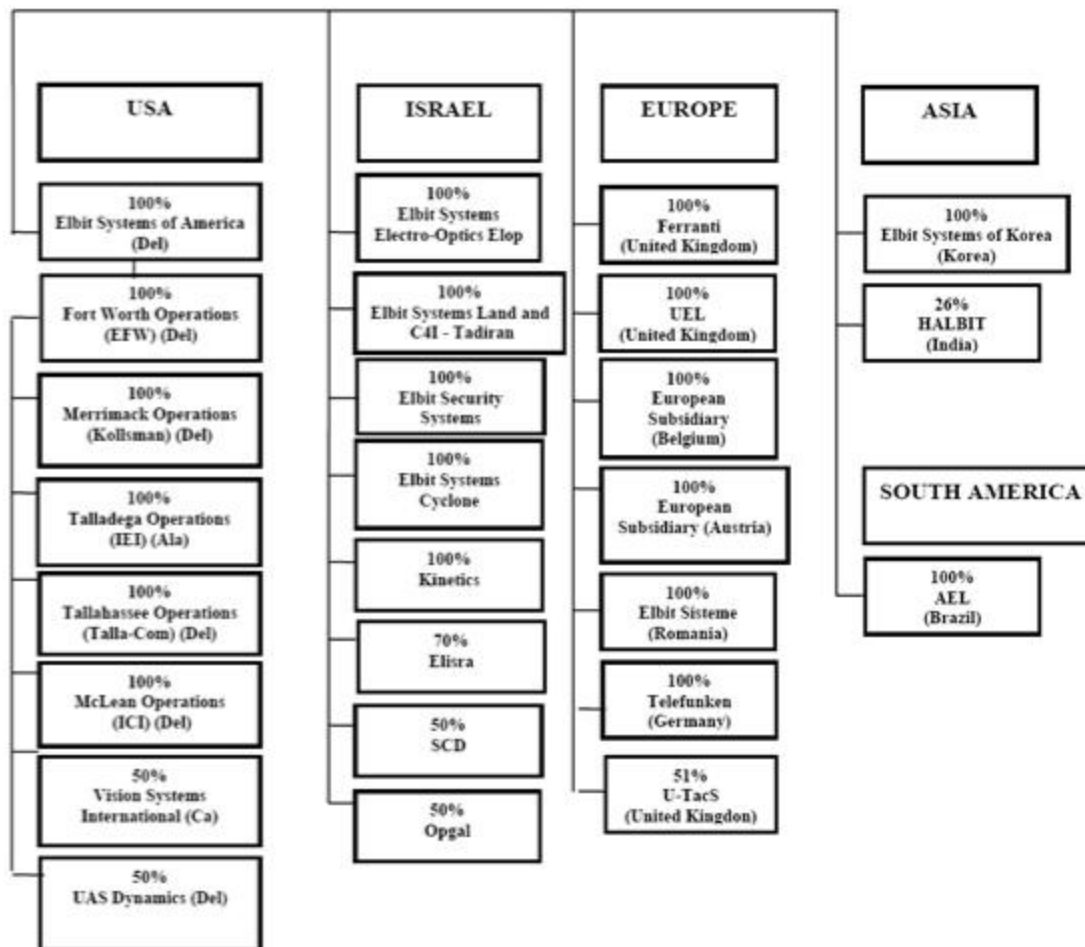 USA
100%
Elbit Systems of America
(Del)
100%
Fort Worth Operations
(EFW) (Del)
100%
Merrimack Operations
(Kollsman) (Del)
100%
Talladega Operations
(IEI) (Ala)
100%
Tallahassee Operations
(Talla-Com) (Del)
100%
McLean Operations
(ICI) (Del)
50%
Vision Systems
International (Ca)
50%
UAS Dynamics (Del)
ISRAEL
100%
Elbit Systems
Electro-Optics Elop
100%
Elbit Systems Land and
C4I - Tadiran
100%
Elbit Security
Systems
100%
Elbit Systems
Cyclone
100%
Kinetics
70%
Elisra
50%
SCD
50%
Opgal
EUROPE
100%
Ferranti
(United Kingdom)
100%
UEL
(United Kingdom)
100%
European
Subsidiary
(Belgium)
100%
European
Subsidiary (Austria)
100%
Elbit Sisteme
(Romania)
100%
Telefunken
(Germany)
51%
U-TacS
(United Kingdon)
ASIA
100%
Elbit Systems of Korea
(Korea)
26%
HALBIT
(India)
SOUTH AMERICA
100%
AEL
(Brazil)